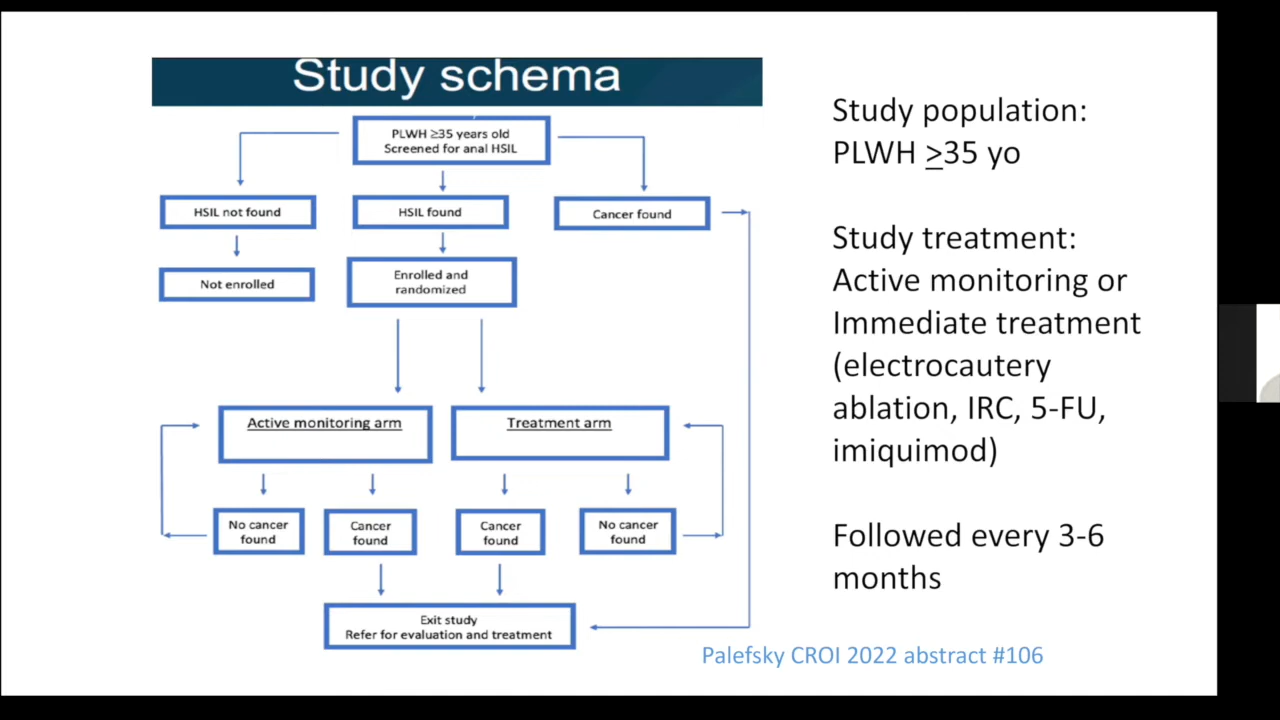 Study schema
PLWH ≥35 years old
Screened for anal HSIL
HSIL not found
HSIL found
Cancer found
Not enrolled
Enrolled and
randomized
Active monitoring arm
Treatment arm
No cancer
found
Cancer
found
Cancer
found
No cancer
found
Exit study
Refer for evaluation and treatment
Study population:
PLWH ≥35 yo
Study treatment:
Active monitoring or
Immediate treatment
(electrocautery
ablation, IRC, 5-FU,
imiquimod)
Followed every 3-6
months
Palefsky CROI 2022 abstract #106